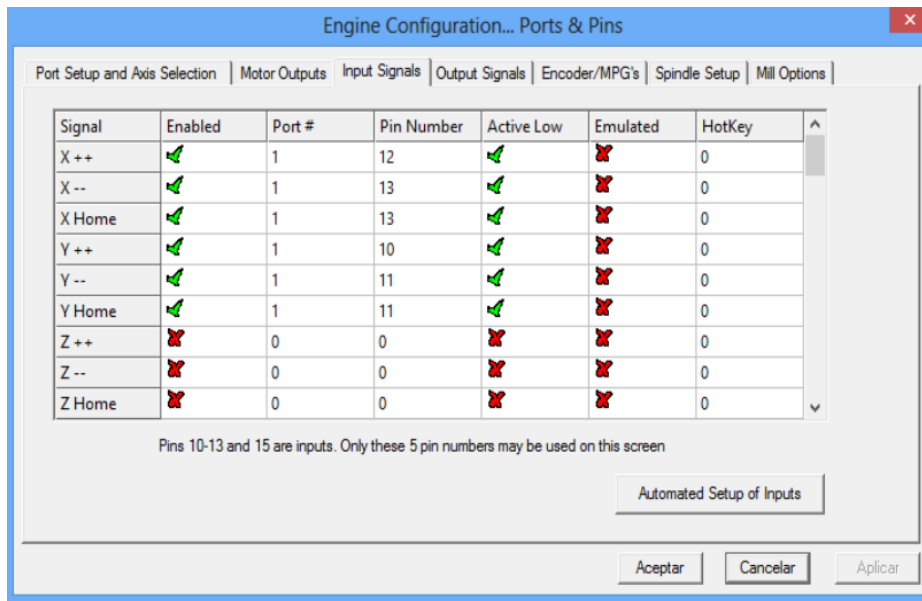 Engine Configuration... Ports & Pins
Port Setup and Axis Selection Motor Outputs Input Signals Output Signals Encoder/MPG's Spindle Setup Mill Options
Signal Enabled Port # Pin Number Active Low Emulated HotKey
X ++ 1 12 0
X -- 1 13 0
X Home 1 13 0
Y ++ 1 10 0
Y -- 1 11 0
Y Home 1 11 0
Z ++ 0 0 0
Z -- 0 0 0
Z Home 0 0 0
Pins 10-13 and 15 are inputs. Only these 5 pin numbers may be used on this screen
Automated Setup of Inputs
Aceptar Cancelar Aplicar